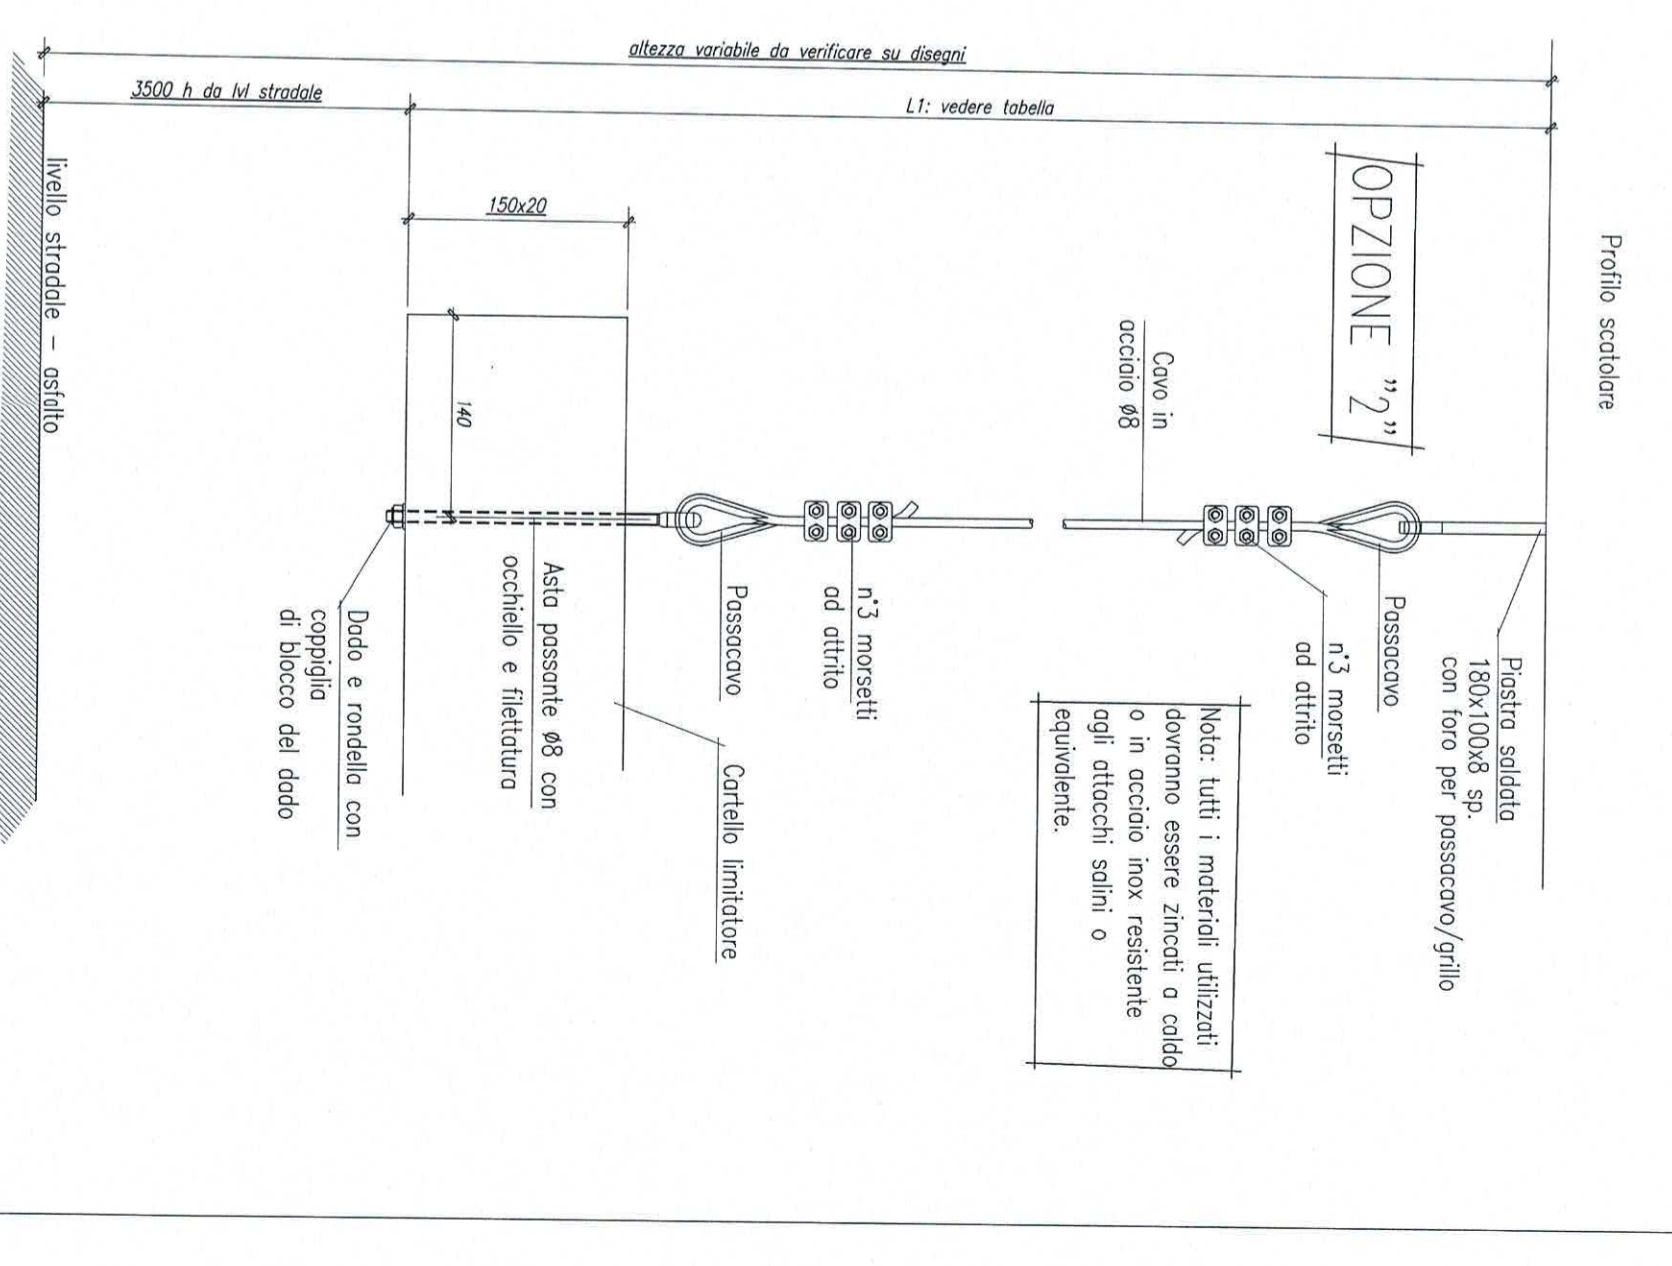 altezza variabile da verificare su disegni
3500 h da lvl stradale
L1: vedere tabella
150x20
140
OPZIONE "2"
Profilo scatolare
Cavo in
acciaio ø8
Piastra saldata
180x100x8 sp.
con foro per passacavo/grillo
Passacavo
n°3 morsetti
ad attrito
Nota: tutti i materiali utilizzati
dovranno essere zincati a caldo
o in acciaio inox resistente
agli attacchi salini o
equivalente.
n°3 morsetti
ad attrito
Passacavo
Cartello limitatore
Asta passante ø8 con
occhiello e filettatura
Dado e rondella con
coppiglia
di blocco del dado
livello stradale – asfalto